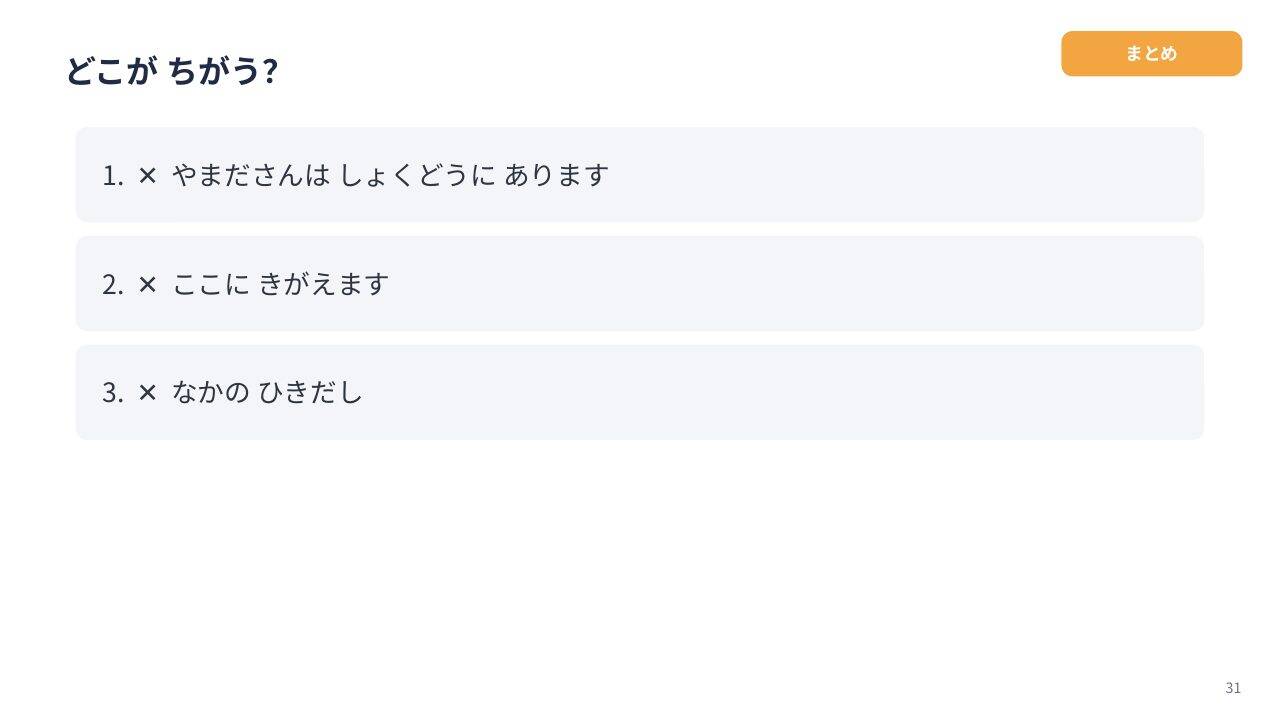 どこが ちがう?
まとめ
1. ✕ やまださんは しょくどうに あります
2. ✕ ここに きがえます
3. ✕ なかの ひきだし
31